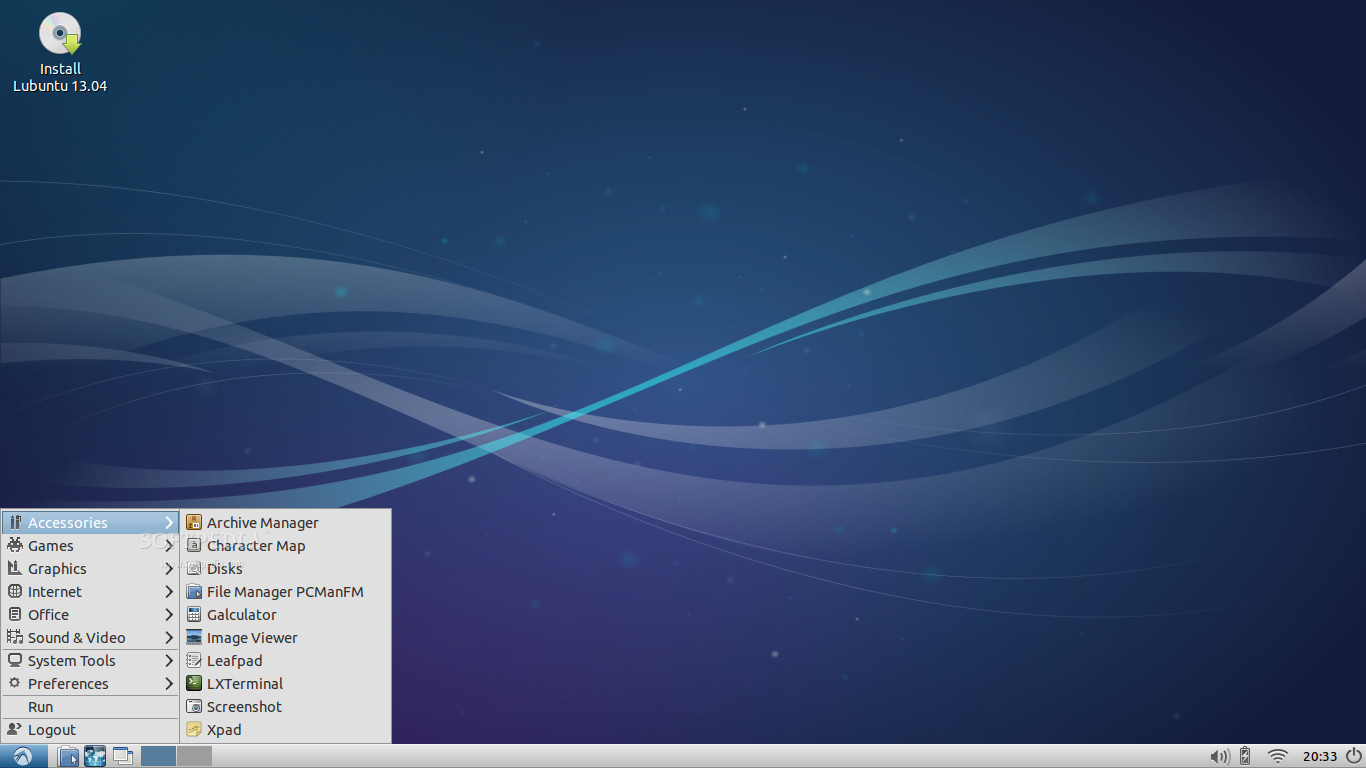 Install
Lubuntu 13.04
Accessories
Games
Graphics
Internet
Office
Sound & Video
System Tools
Preferences
Run
Logout
Archive Manager
Character Map
Disks
File Manager PCManFM
Galculator
Image Viewer
Leafpad
LXTerminal
Screenshot
Xpad
SOFTPEDIA
20:33